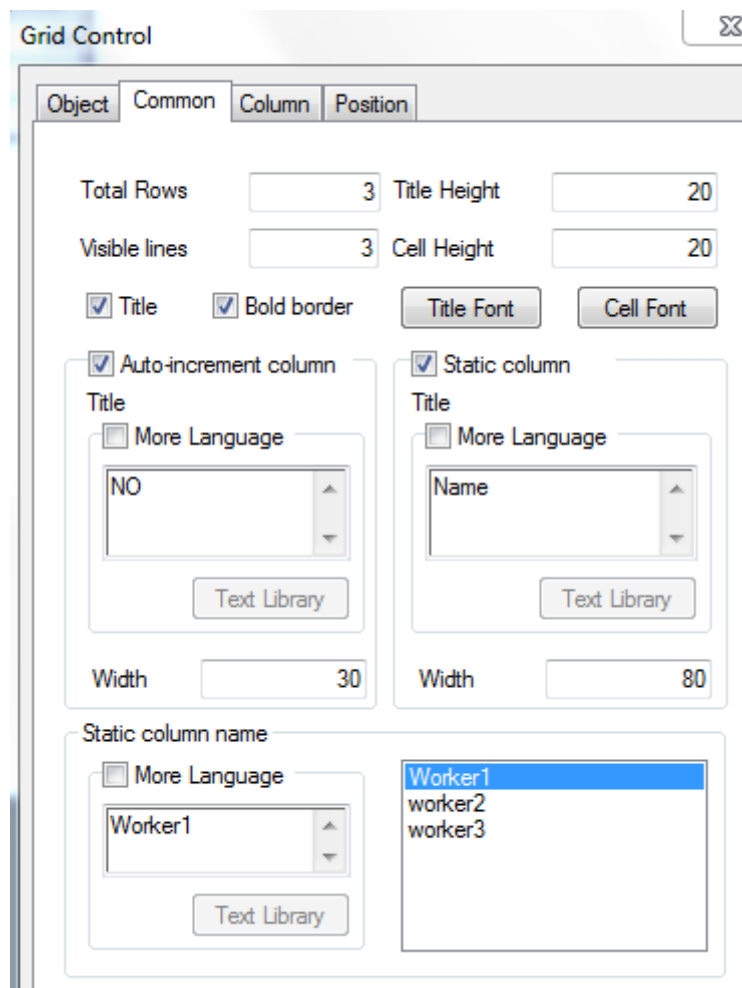 Grid Control
Object Common Column Position
Total Rows 3 Title Height 20
Visible lines 3 Cell Height 20
Title Bold border Title Font Cell Font
Auto-increment column Static column
Title Title
More Language More Language
NO Name
Text Library Text Library
Width 30 Width 80
Static column name
More Language Worker1
worker2
Worker1 worker3
Text Library